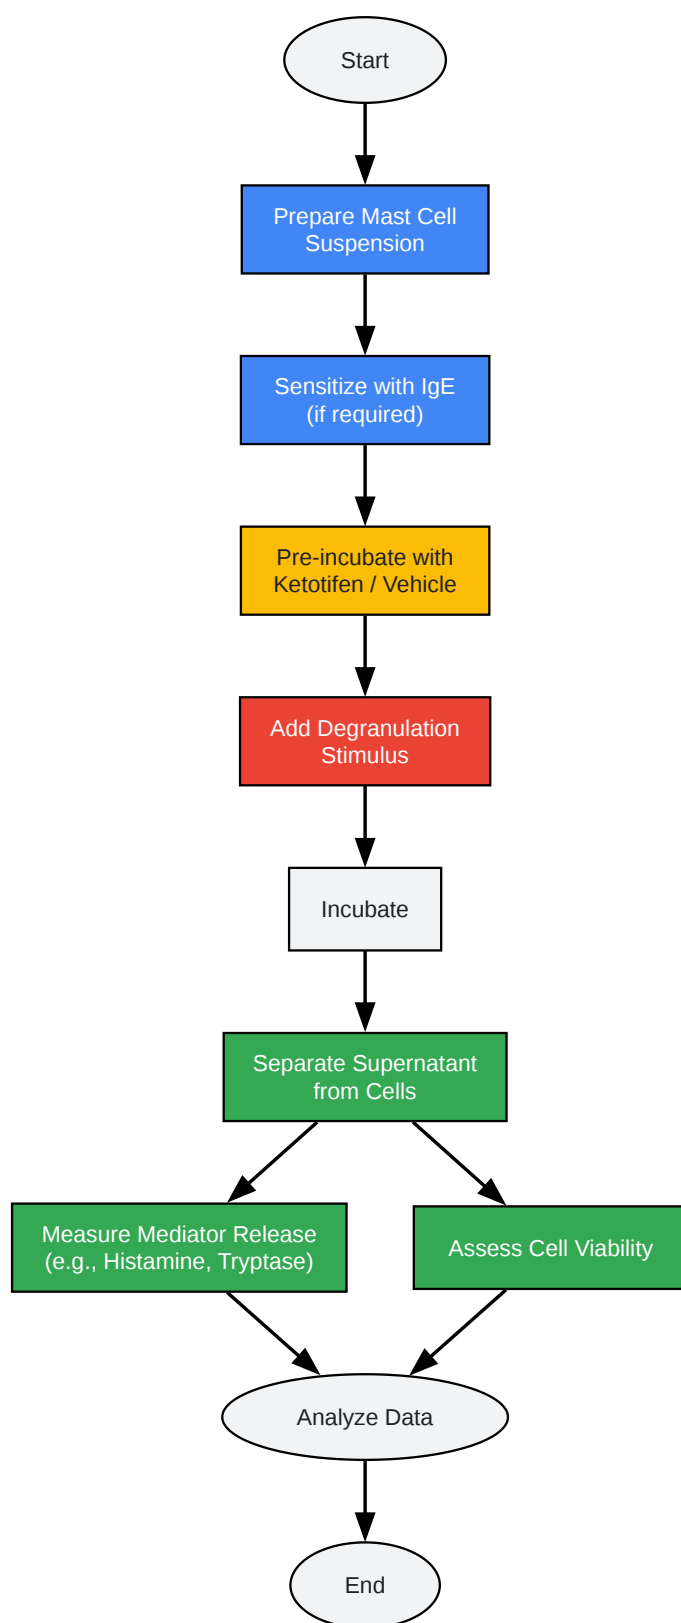 Start
Prepare Mast Cell
Suspension
Sensitize with IgE
(if required)
Pre-incubate with
Ketotifen / Vehicle
Add Degranulation
Stimulus
Incubate
Separate Supernatant
from Cells
Measure Mediator Release
(e.g., Histamine, Tryptase)
Assess Cell Viability
Analyze Data
End